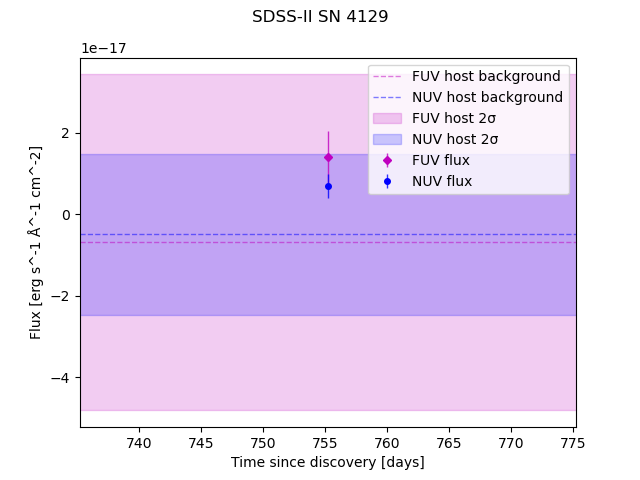 SDSS-II SN 4129
1e−17
FUV host background
NUV host background
FUV host 2σ
NUV host 2σ
FUV flux
NUV flux
2
0
−2
−4
Flux [erg s^-1 Å^-1 cm^-2]
740 745 750 755 760 765 770 775
Time since discovery [days]